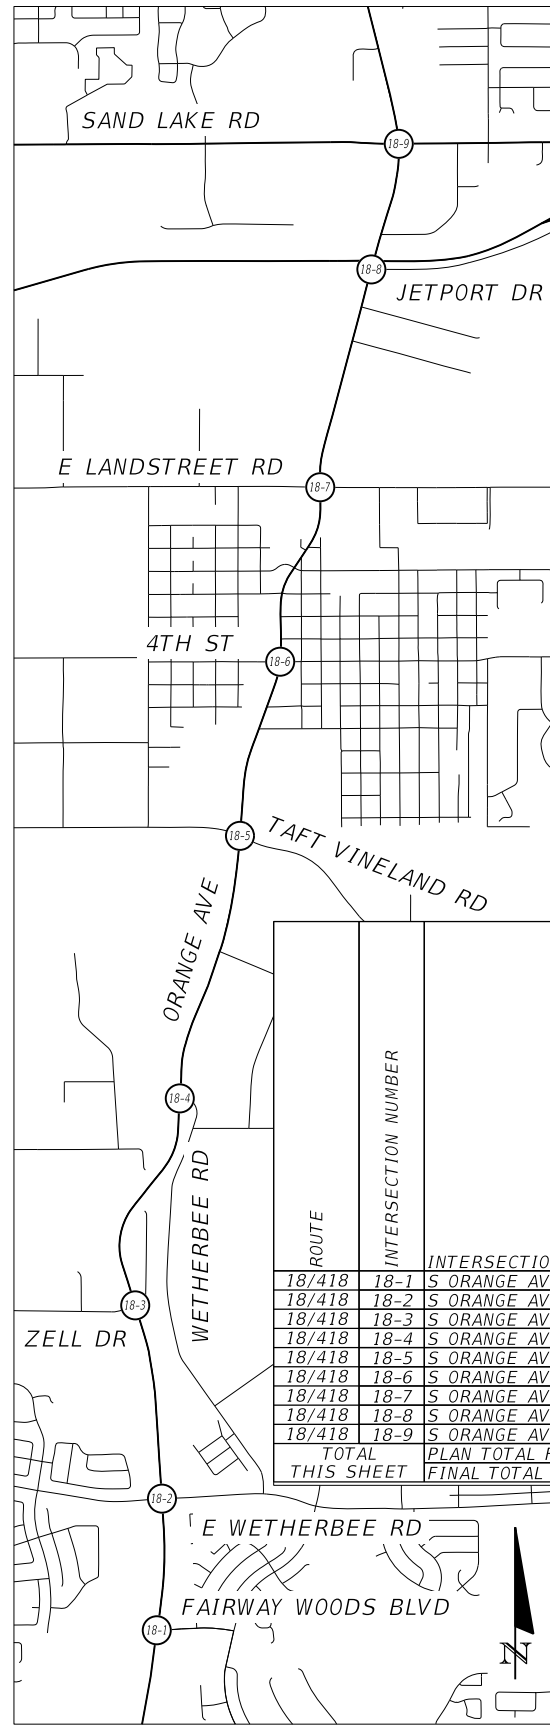 SAND LAKE RD
18-9
18-8
JETPORT DR
E LANDSTREET RD
18-7
4TH ST
18-6
18-5
TAFT VINELAND RD
ORANGE AVE
18-4
WETHERBEE RD
18-3
ZELL DR
18-2
E WETHERBEE RD
FAIRWAY WOODS BLVD
18-1
N
ROUTE INTERSECTION NUMBER INTERSECTIO
18/418 18-1 S ORANGE AV
18/418 18-2 S ORANGE AV
18/418 18-3 S ORANGE AV
18/418 18-4 S ORANGE AV
18/418 18-5 S ORANGE AV
18/418 18-6 S ORANGE AV
18/418 18-7 S ORANGE AV
18/418 18-8 S ORANGE AV
18/418 18-9 S ORANGE AV
TOTAL
THIS SHEET
PLAN TOTAL
FINAL TOTAL